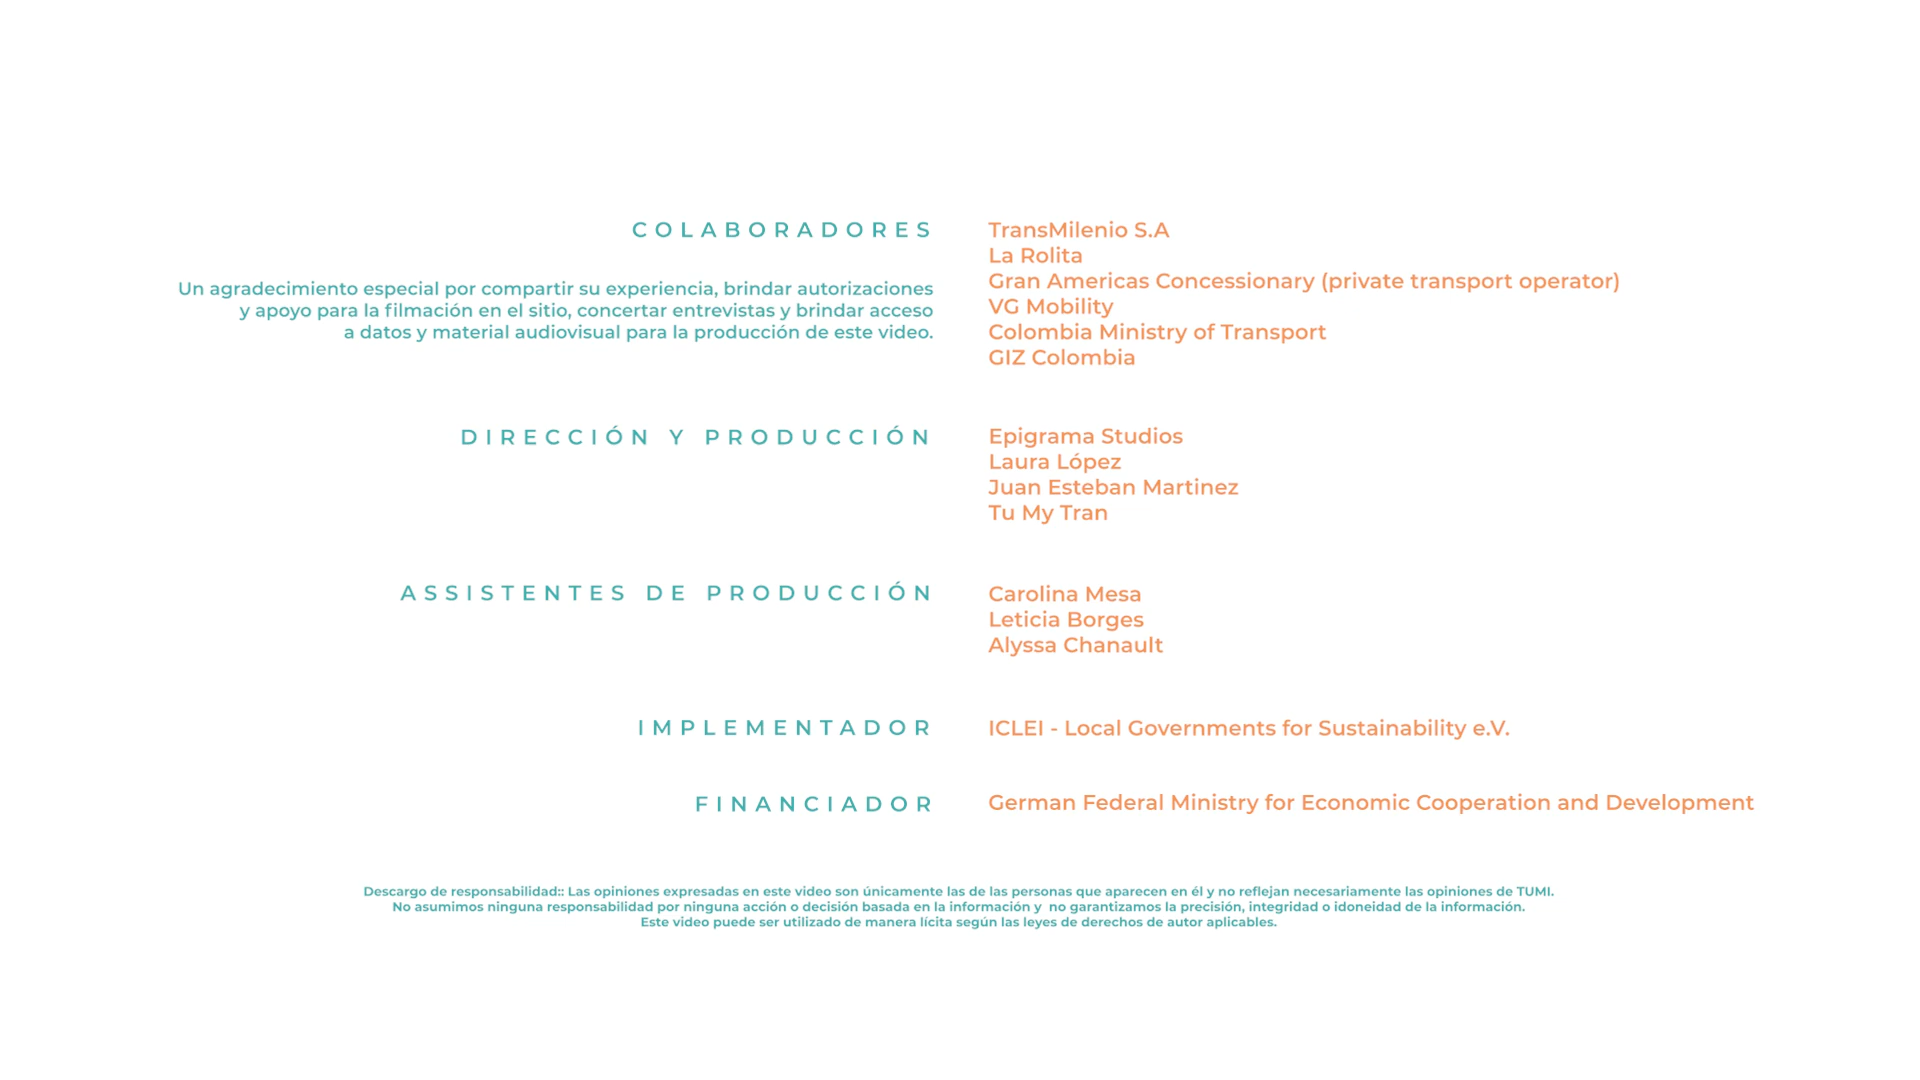 COLABORADORES
Un agradecimiento especial por compartir su experiencia, brindar autorizaciones
y apoyo para la filmación en el sitio, concertar entrevistas y brindar acceso
a datos y material audiovisual para la producción de este video.
TransMilenio S.A
La Rolita
Gran Americas Concessionary (private transport operator)
VG Mobility
Colombia Ministry of Transport
GIZ Colombia
DIRECCIÓN Y PRODUCCIÓN
Epigrama Studios
Laura López
Juan Esteban Martinez
Tu My Tran
ASSISTENTES DE PRODUCCIÓN
Carolina Mesa
Leticia Borges
Alyssa Chanault
IMPLEMENTADOR
ICLEI - Local Governments for Sustainability e.V.
FINANCIADOR
German Federal Ministry for Economic Cooperation and Development
Descargo de responsabilidad:: Las opiniones expresadas en este video son únicamente las de las personas que aparecen en él y no reflejan necesariamente las opiniones de TUMI.
No asumimos ninguna responsabilidad por ninguna acción o decisión basada en la información y  no garantizamos la precisión, integridad o idoneidad de la información.
Este video puede ser utilizado de manera lícita según las leyes de derechos de autor aplicables.